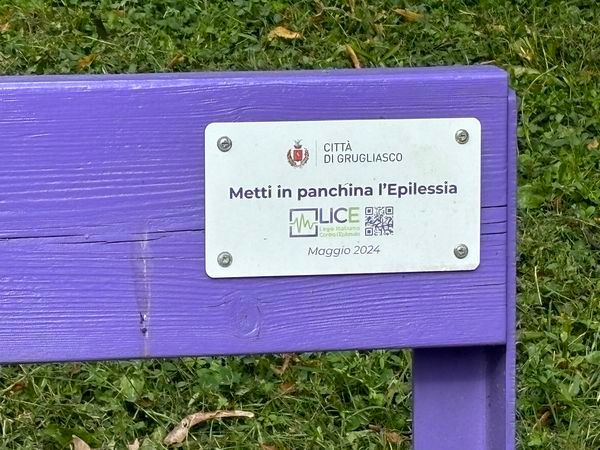 CITTÀ
DI GRUGLIASCO
Metti in panchina l'Epilessia
LICE
Lega Italiana
Contro l'Epilessia
Maggio 2024